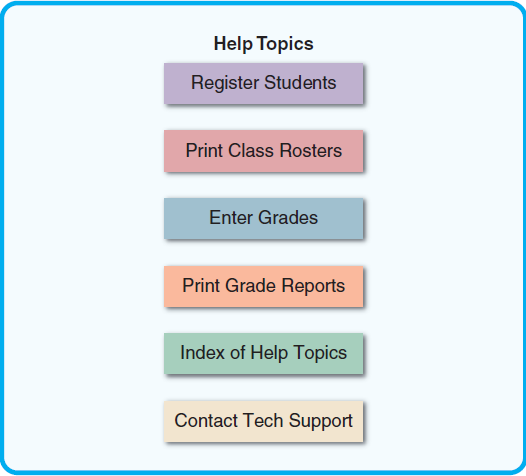 Help Topics
Register Students
Print Class Rosters
Enter Grades
Print Grade Reports
Index of Help Topics
Contact Tech Support